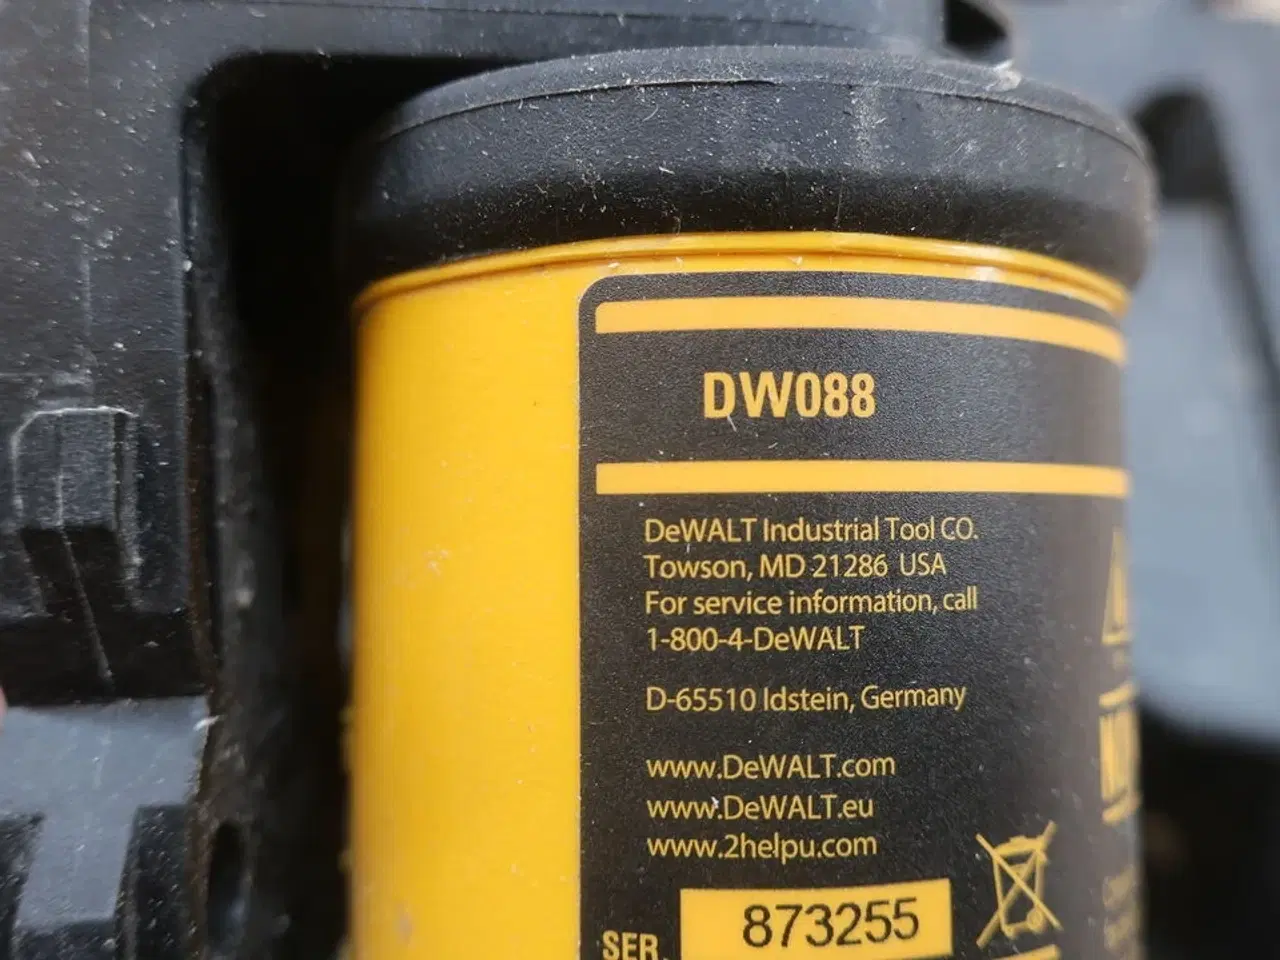 DW088
DeWALT Industrial Tool CO.
Towson, MD 21286 USA
For service information, call
1-800-4-DeWALT
D-65510 Idstein, Germany
www.DeWALT.com
www.DeWALT.eu
www.2helpu.com
SER. 873255